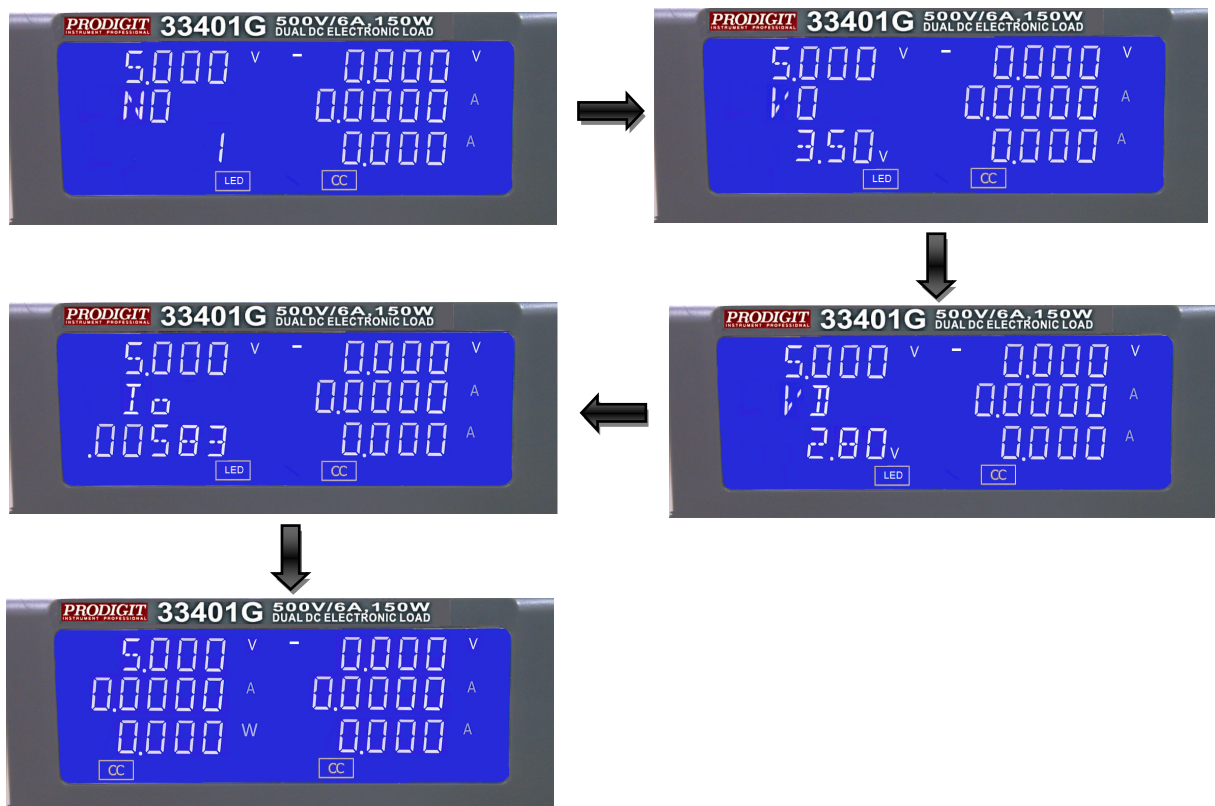 PRODIGIT 33401G 500V/6A,150W
INSTRUMENT PROFESSIONAL DUAL DC ELECTRONIC LOAD
5.000 V - 0.000 V
NO 0.0000 A
1 0.000 A
LED CC
PRODIGIT 33401G 500V/6A,150W
INSTRUMENT PROFESSIONAL DUAL DC ELECTRONIC LOAD
5.000 V - 0.000 V
VO 0.0000 A
3.50 V 0.000 A
LED CC
PRODIGIT 33401G 500V/6A,150W
INSTRUMENT PROFESSIONAL DUAL DC ELECTRONIC LOAD
5.000 V - 0.000 V
VD 0.0000 A
2.80 V 0.000 A
LED CC
PRODIGIT 33401G 500V/6A,150W
INSTRUMENT PROFESSIONAL DUAL DC ELECTRONIC LOAD
5.000 V - 0.000 V
Io 0.0000 A
.00583 0.000 A
LED CC
PRODIGIT 33401G 500V/6A,150W
INSTRUMENT PROFESSIONAL DUAL DC ELECTRONIC LOAD
5.000 V - 0.000 V
0.0000 A 0.0000 A
0.000 W 0.000 A
CC CC